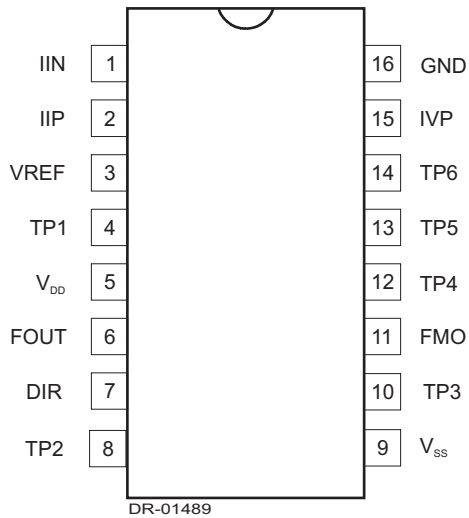 IIN 1 16 GND
IIP 2 15 IVP
VREF 3 14 TP6
TP1 4 13 TP5
VDD 5 12 TP4
FOUT 6 11 FMO
DIR 7 10 TP3
TP2 8 9 VSS
DR-01489